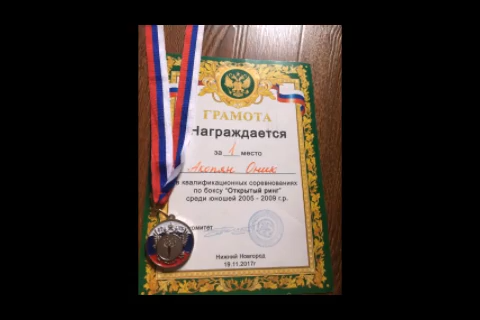 ГРАМОТА
Награждается
за 1 место
Акопян Оник
в квалификационных соревнованиях
по боксу "Открытый ринг"
среди юношей 2005 - 2009 г.р.
Нижний Новгород
19.11.2017г